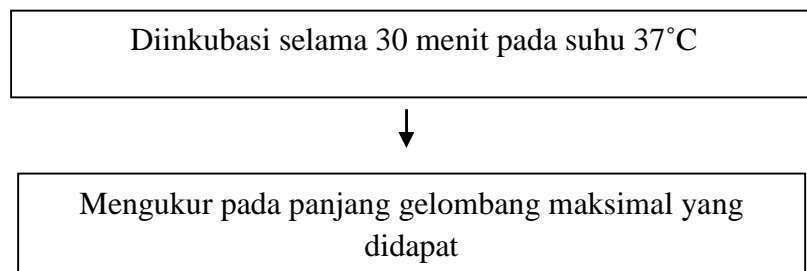 Diinkubasi selama 30 menit pada suhu 37˚C
Mengukur pada panjang gelombang maksimal yang
didapat